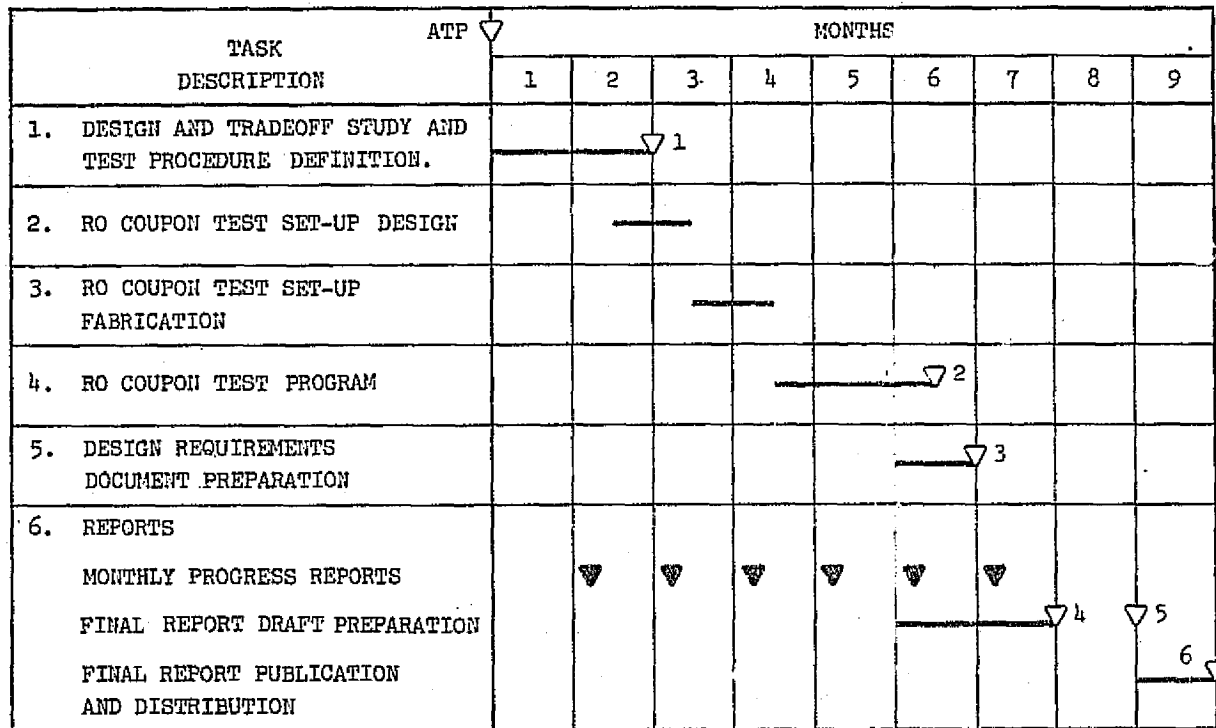 ATP
MONTHS
TASK
DESCRIPTION
1 2 3 4 5 6 7 8 9
1. DESIGN AND TRADEOFF STUDY AND
TEST PROCEDURE DEFINITION.
1
2. RO COUPON TEST SET-UP DESIGN
3. RO COUPON TEST SET-UP
FABRICATION
4. RO COUPON TEST PROGRAM
2
5. DESIGN REQUIREMENTS
DOCUMENT PREPARATION
3
6. REPORTS
MONTHLY PROGRESS REPORTS
FINAL REPORT DRAFT PREPARATION
4 5
FINAL REPORT PUBLICATION
AND DISTRIBUTION
6